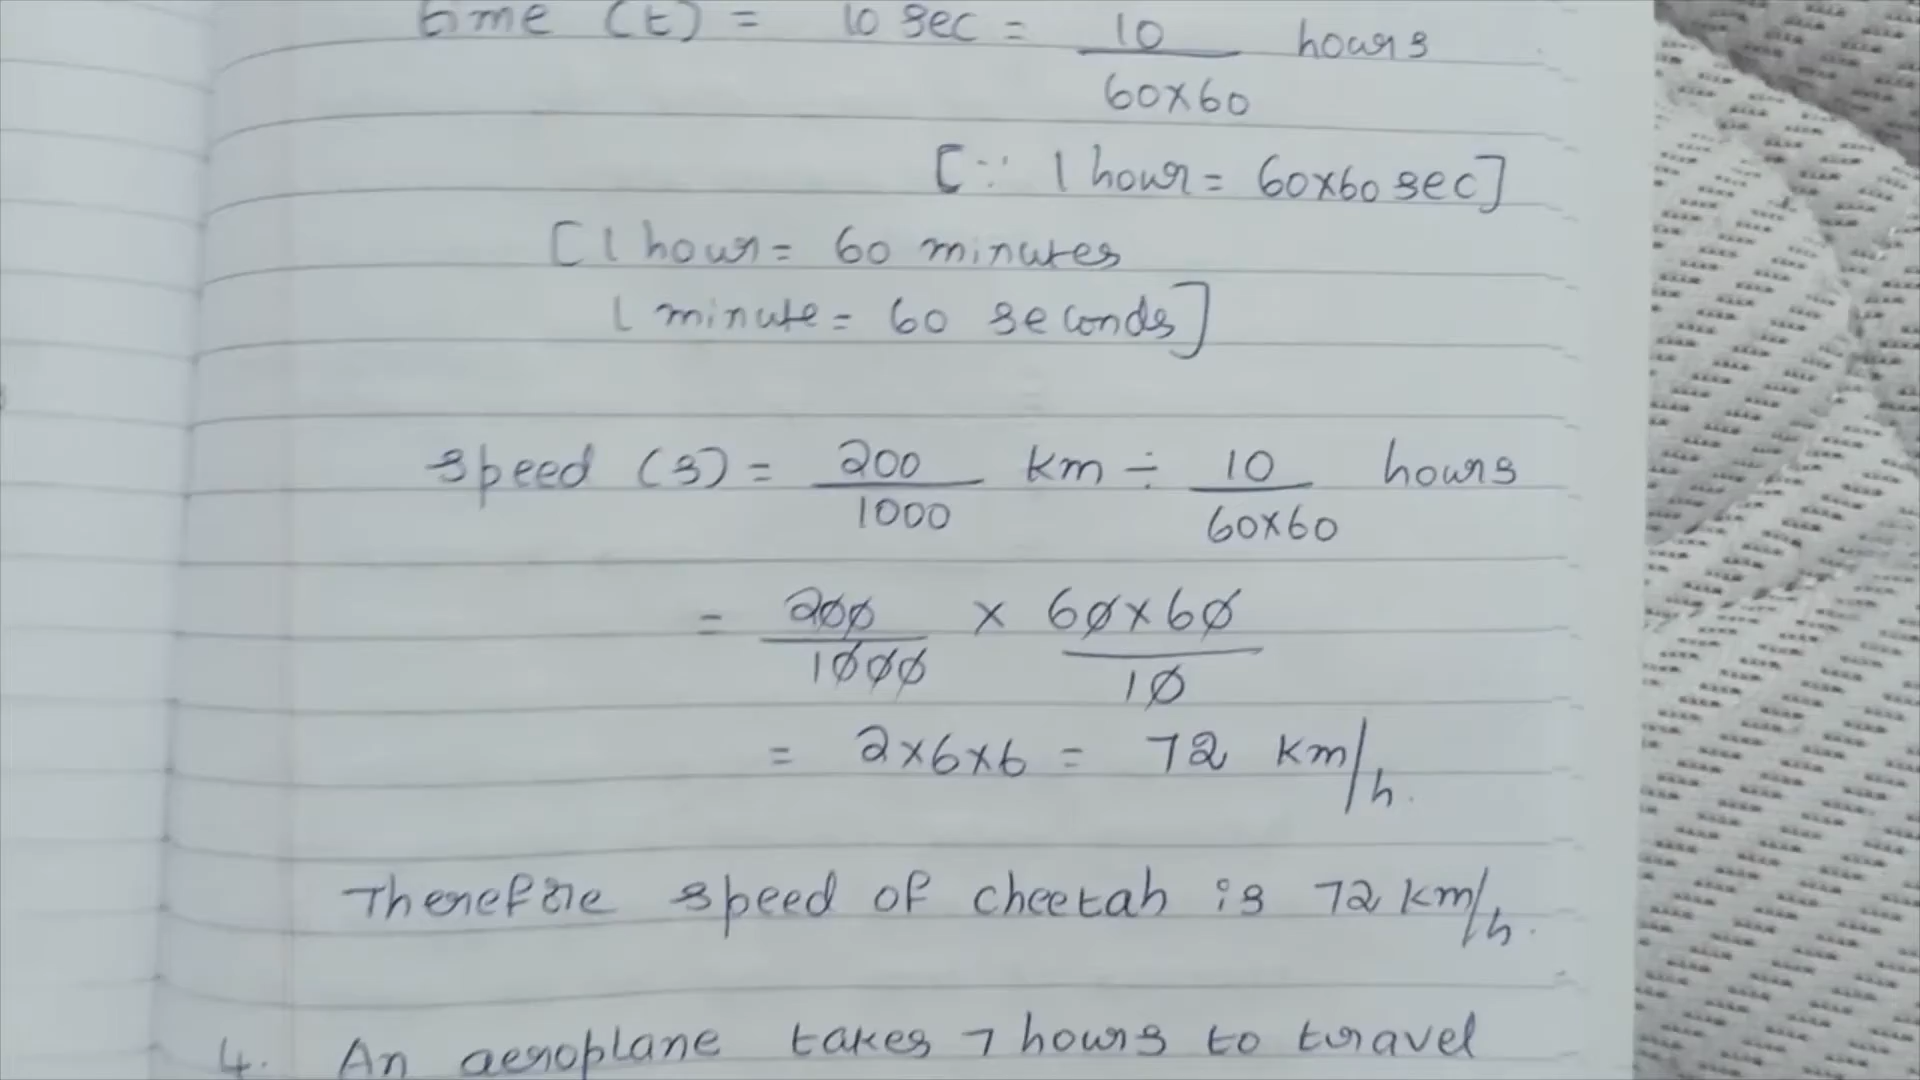 time (t) = 10 sec = 10/60x60 hours
[∵ 1 hour = 60x60 sec]
[1 hour = 60 minutes
1 minute = 60 seconds]
speed (s) = 200/1000 km ÷ 10/60x60 hours
= 200/1000 x 60x60/10
= 2x6x6 = 72 km/h.
Therefore speed of cheetah is 72 km/h.
4. An aeroplane takes 7 hours to travel